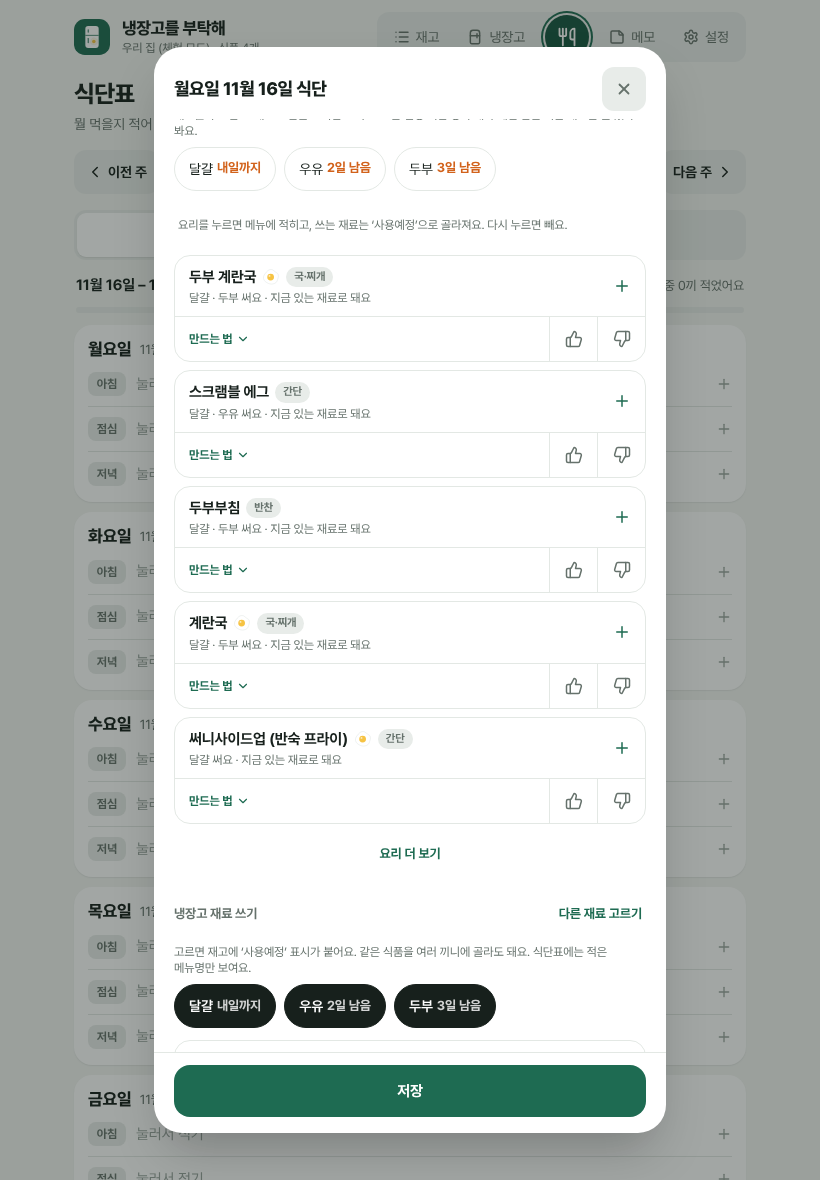 냉장고를 부탁해
재고
냉장고
메모
설정
식단표
뭘 먹을지 적어
이전 주
다음 주
11월 16일 – 1
중 0끼 적었어요
월요일 11월 16일 식단
봐요.
달걀 내일까지
우유 2일 남음
두부 3일 남음
요리를 누르면 메뉴에 적히고, 쓰는 재료는 ‘사용예정’으로 골라져요. 다시 누르면 빼요.
두부 계란국 국·찌개
달걀 · 두부 써요 · 지금 있는 재료로 돼요
만드는 법
스크램블 에그 간단
달걀 · 우유 써요 · 지금 있는 재료로 돼요
만드는 법
두부부침 반찬
달걀 · 두부 써요 · 지금 있는 재료로 돼요
만드는 법
계란국 국·찌개
달걀 · 두부 써요 · 지금 있는 재료로 돼요
만드는 법
써니사이드업 (반숙 프라이) 간단
달걀 써요 · 지금 있는 재료로 돼요
만드는 법
요리 더 보기
냉장고 재료 쓰기
다른 재료 고르기
고르면 재고에 ‘사용예정’ 표시가 붙어요. 같은 식품을 여러 끼니에 골라도 돼요. 식단표에는 적은
메뉴명만 보여요.
달걀 내일까지
우유 2일 남음
두부 3일 남음
저장
월요일
아침
점심
저녁
화요일
아침
점심
저녁
수요일
아침
점심
저녁
목요일
아침
점심
저녁
금요일
아침 눌러서 적기
점심 눌러서 적기